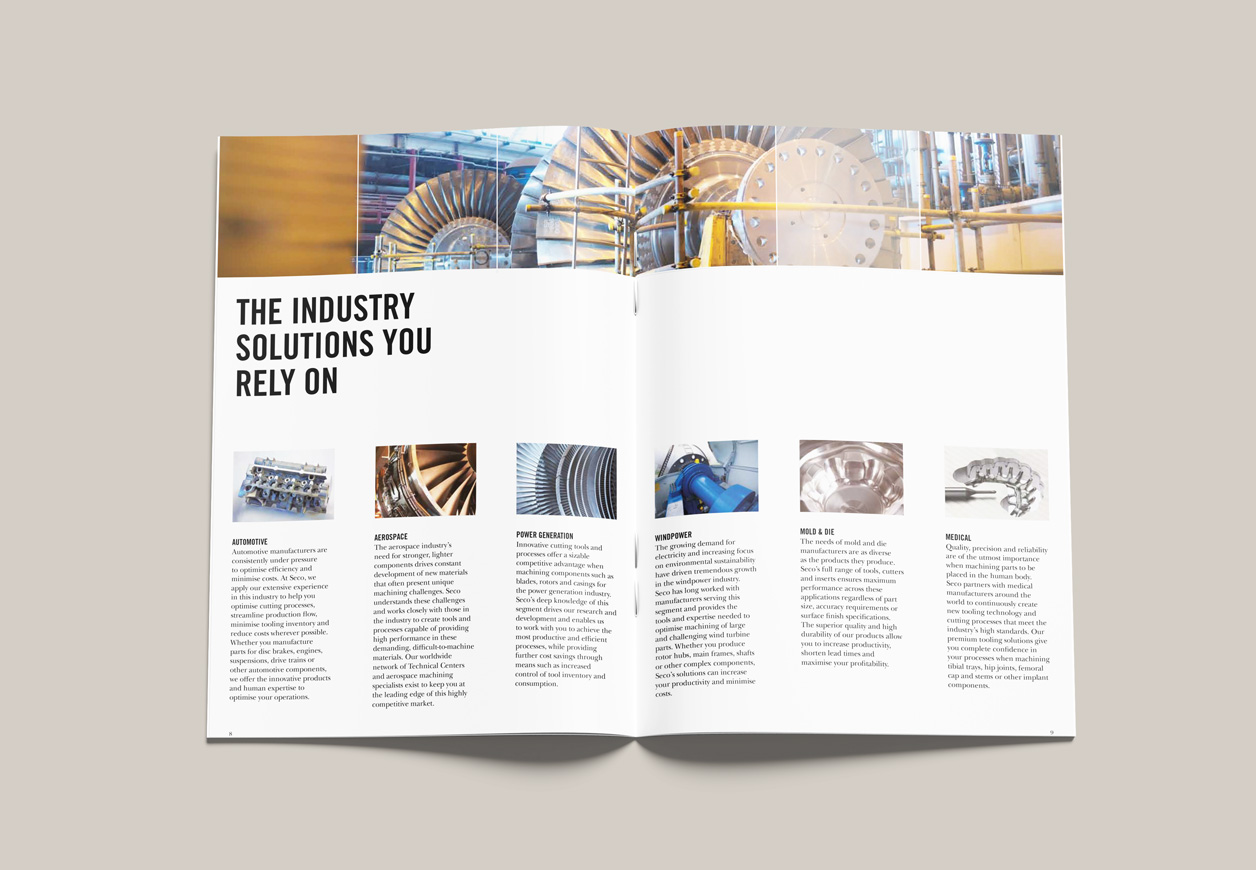 THE INDUSTRY
SOLUTIONS YOU
RELY ON
AUTOMOTIVE
Automotive manufacturers are
consistently under pressure
to optimise efficiency and
minimise costs. At Seco, we
apply our extensive experience
in this industry to help you
optimise cutting processes,
streamline production flow,
minimise tooling inventory and
reduce costs wherever possible.
Whether you manufacture
parts for disc brakes, engines,
suspensions, drive trains or
other automotive components,
we offer the innovative products
and human expertise to
optimise your operations.
AEROSPACE
The aerospace industry's
need for stronger, lighter
components drives constant
development of new materials
that often present unique
machining challenges. Seco
understands these challenges
and works closely with those in
the industry to create tools and
processes capable of providing
high performance in these
demanding, difficult-to-machine
materials. Our worldwide
network of Technical Centers
and aerospace machining
specialists exist to keep you at
the leading edge of this highly
competitive market.
POWER GENERATION
Innovative cutting tools and
processes offer a sizable
competitive advantage when
machining components such as
blades, rotors and casings for
the power generation industry.
Seco's deep knowledge of this
segment drives our research and
development and enables us
to work with you to achieve the
most productive and efficient
processes, while providing
further cost savings through
means such as increased
control of tool inventory and
consumption.
WINDPOWER
The growing demand for
electricity and increasing focus
on environmental sustainability
have driven tremendous growth
in the windpower industry.
Seco has long worked with
manufacturers serving this
segment and provides the
tools and expertise needed to
optimise machining of large
and challenging wind turbine
parts. Whether you produce
rotor hubs, main frames, shafts
or other complex components,
Seco's solutions can increase
your productivity and minimise
costs.
MOLD & DIE
The needs of mold and die
manufacturers are as diverse
as the products they produce.
Seco's full range of tools, cutters
and inserts ensures maximum
performance across these
applications regardless of part
size, accuracy requirements or
surface finish specifications.
The superior quality and high
durability of our products allow
you to increase productivity,
shorten lead times and
maximise your profitability.
MEDICAL
Quality, precision and reliability
are of the utmost importance
when machining parts to be
placed in the human body.
Seco partners with medical
manufacturers around the
world to continuously create
new tooling technology and
cutting processes that meet the
industry's high standards. Our
premium tooling solutions give
you complete confidence in
your processes when machining
tibial trays, hip joints, femoral
cap and stems or other implant
components.
8
9